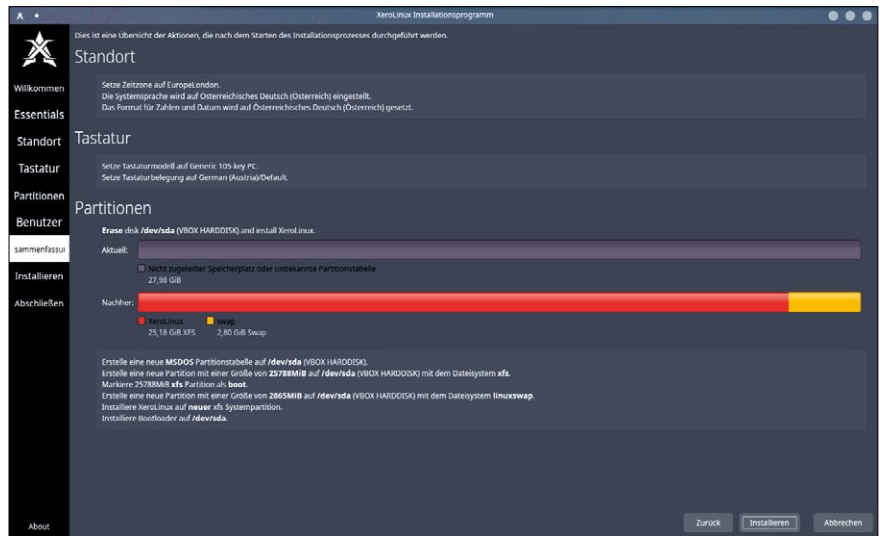 XeroLinux Installationsprogramm
Dies ist eine Übersicht der Aktionen, die nach dem Starten des Installationsprozesses durchgeführt werden.
Willkommen
Essentials
Standort
Tastatur
Partitionen
Benutzer
sammenfassu
Installieren
Abschließen
About
Standort
Setze Zeitzone auf EuropeLondon.
Die Systemsprache wird auf Österreichisches Deutsch (Österreich) eingestellt.
Das Format für Zahlen und Datum wird auf Österreichisches Deutsch (Österreich) gesetzt.
Tastatur
Setze Tastaturmodell auf Generic 105-key PC.
Setze Tastaturbelegung auf German (Austria)/Default.
Partitionen
Erase disk /dev/sda (VBOX HARDDISK) and install XeroLinux.
Aktuell:
Nicht zugeteilter Speicherplatz oder unbekannte Partitionstabelle
27,98 GiB
Nachher:
XeroLinux swap
25,18 GiB XFS 2,80 GiB Swap
Erstelle eine neue MSDOS Partitionstabelle auf /dev/sda (VBOX HARDDISK).
Erstelle eine neue Partition mit einer Größe von 25788MiB auf /dev/sda (VBOX HARDDISK) mit dem Dateisystem xfs.
Markiere 25788MiB xfs Partition als boot.
Erstelle eine neue Partition mit einer Größe von 2865MiB auf /dev/sda (VBOX HARDDISK) mit dem Dateisystem linuxswap.
Installiere XeroLinux auf neuer xfs Systempartition.
Installiere Bootloader auf /dev/sda.
Zurück Installieren Abbrechen